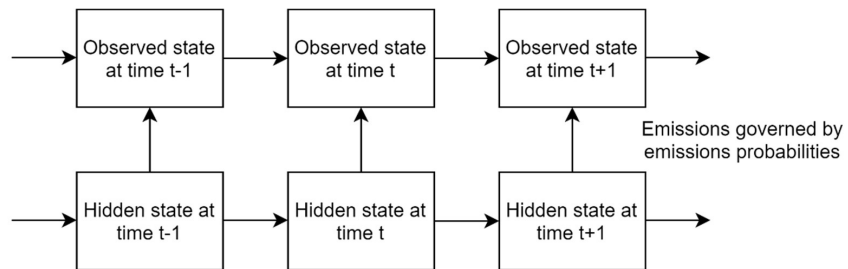 Observed state
at time t-1
Observed state
at time t
Observed state
at time t+1
Emissions governed by
emissions probabilities
Hidden state at
time t-1
Hidden state at
time t
Hidden state at
time t+1